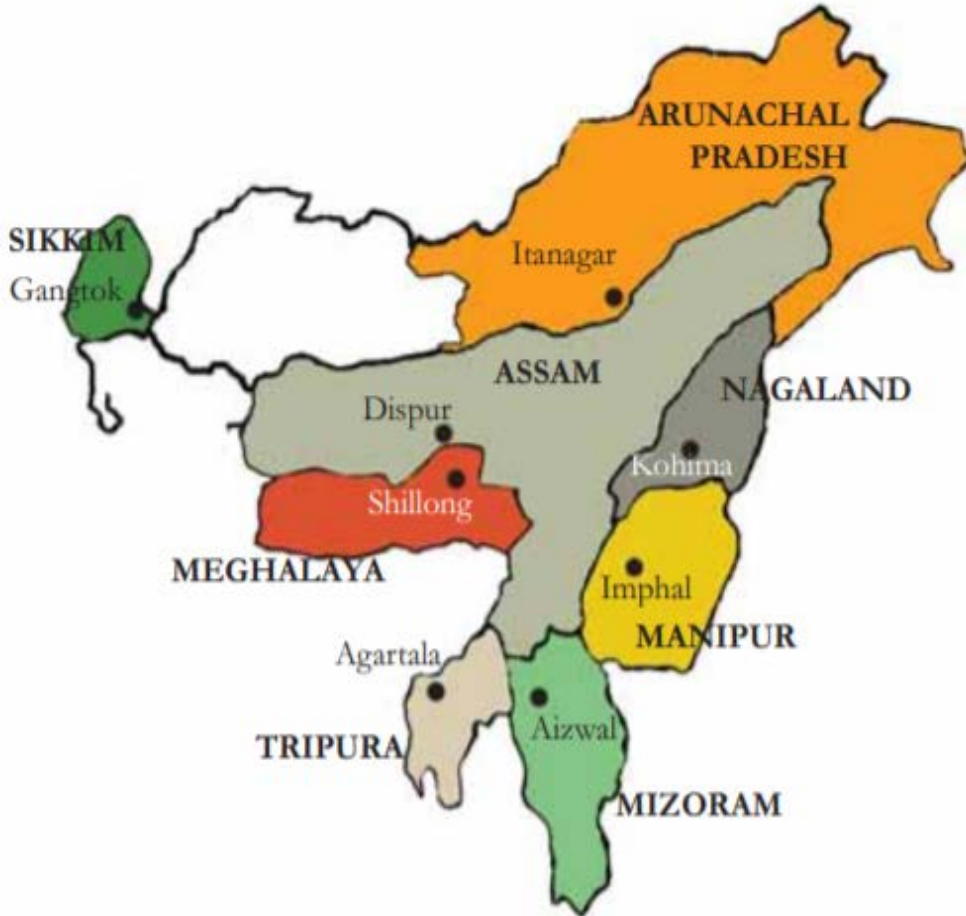 ARUNACHAL
PRADESH
SIKKIM
Itanagar
Gangtok
ASSAM
NAGALAND
Dispur
Kohima
Shillong
MEGHALAYA
Imphal
MANIPUR
Agartala
Aizwal
TRIPURA
MIZORAM